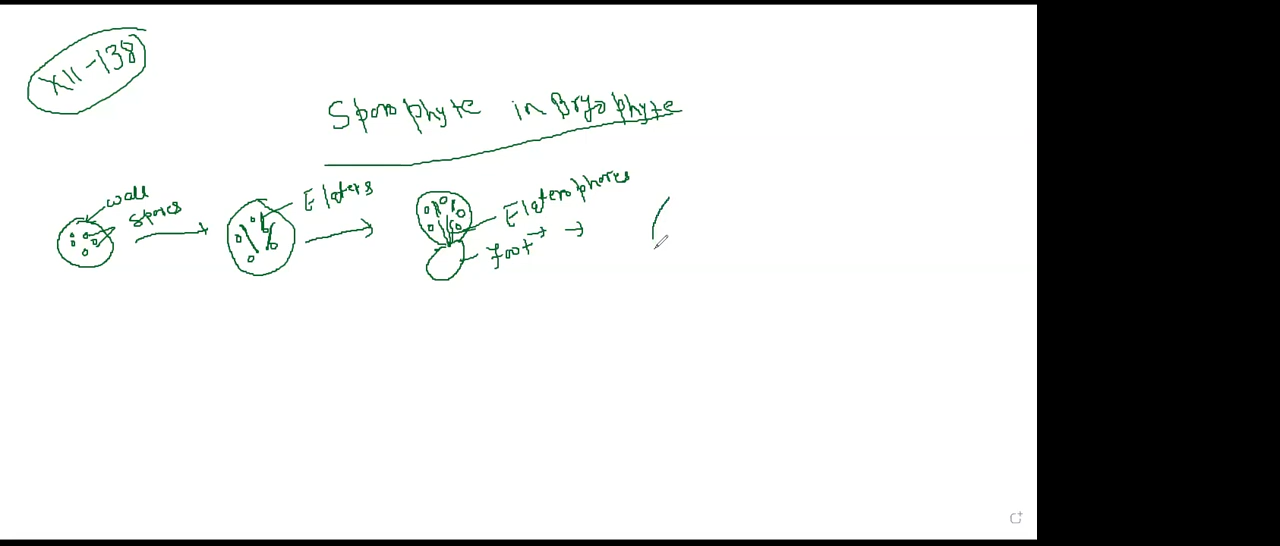 XII-138
Sporophyte in Bryophyte
wall
spores
Elaters
Elaterophores
foot